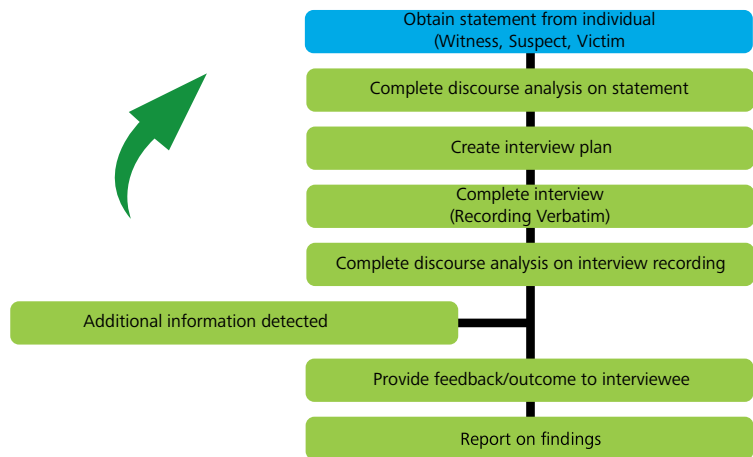 Obtain statement from individual
(Witness, Suspect, Victim
Complete discourse analysis on statement
Create interview plan
Complete interview
(Recording Verbatim)
Complete discourse analysis on interview recording
Additional information detected
Provide feedback/outcome to interviewee
Report on findings